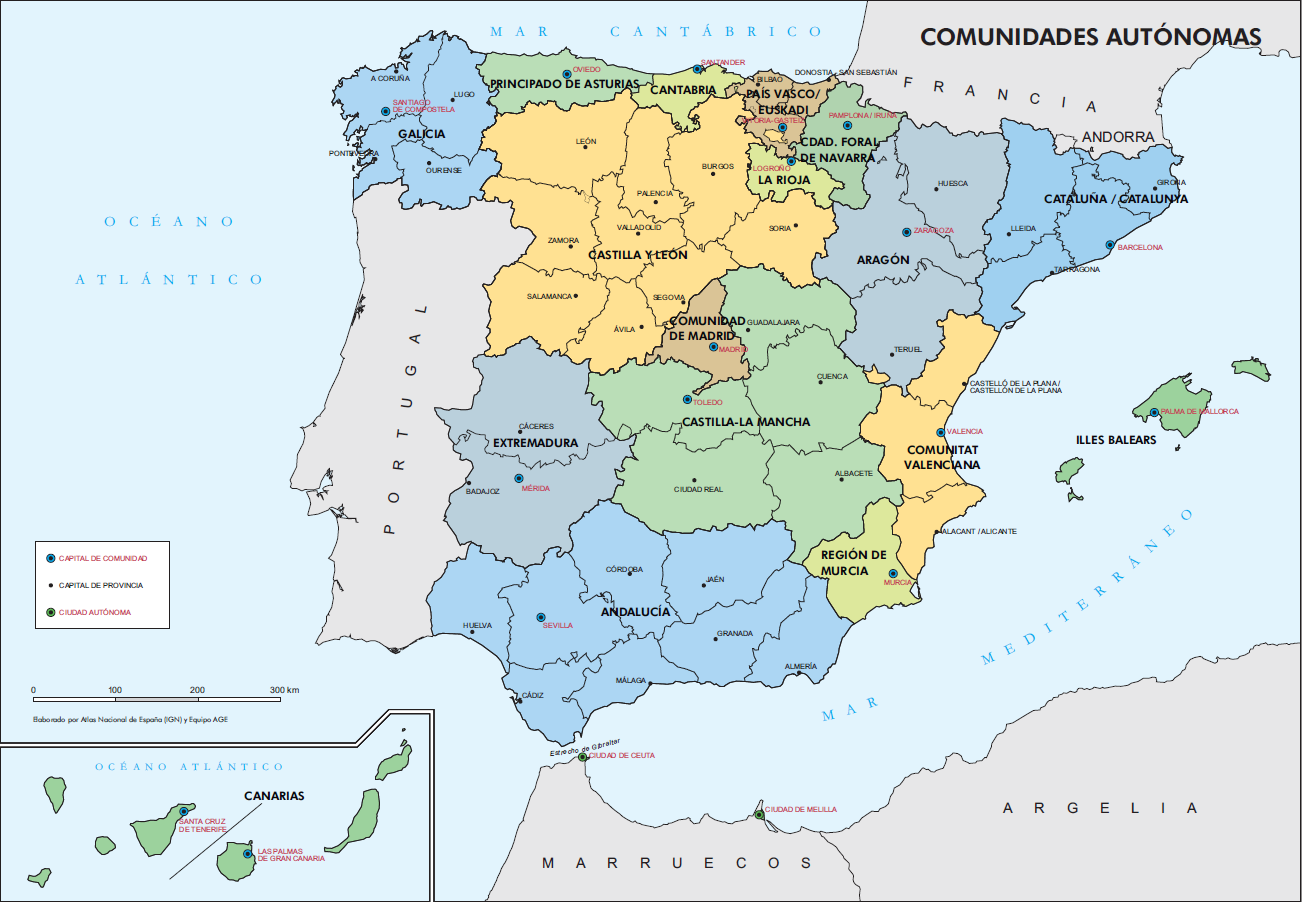 MAR CANTÁBRICO
COMUNIDADES AUTÓNOMAS
FRANCIA
ANDORRA
A CORUÑA
LUGO
SANTIAGO
DE COMPOSTELA
GALICIA
PONTEVEDRA
OURENSE
OVIEDO
PRINCIPADO DE ASTURIAS
SANTANDER
CANTABRIA
BILBAO
DONOSTIA - SAN SEBASTIÁN
PAÍS VASCO/
EUSKADI
VITORIA-GASTEIZ
PAMPLONA / IRUÑA
CDAD. FORAL
DE NAVARRA
LOGROÑO
LA RIOJA
LEÓN
BURGOS
PALENCIA
VALLADOLID
ZAMORA
SORIA
CASTILLA Y LEÓN
SALAMANCA
SEGOVIA
ÁVILA
HUESCA
ZARAGOZA
ARAGÓN
TERUEL
GIRONA
CATALUÑA / CATALUNYA
LLEIDA
BARCELONA
TARRAGONA
OCÉANO
ATLÁNTICO
PORTUGAL
COMUNIDAD
DE MADRID
MADRID
GUADALAJARA
CUENCA
TOLEDO
CASTILLA-LA MANCHA
CIUDAD REAL
ALBACETE
CÁCERES
EXTREMADURA
MÉRIDA
BADAJOZ
CASTELLÓ DE LA PLANA /
CASTELLÓN DE LA PLANA
VALENCIA
COMUNITAT
VALENCIANA
ALACANT / ALICANTE
PALMA DE MALLORCA
ILLES BALEARS
REGIÓN DE
MURCIA
MURCIA
CÓRDOBA
JAÉN
ANDALUCÍA
HUELVA
SEVILLA
GRANADA
ALMERÍA
MÁLAGA
CÁDIZ
MAR MEDITERRÁNEO
Estrecho de Gibraltar
CIUDAD DE CEUTA
CIUDAD DE MELILLA
MARRUECOS
ARGELIA
CAPITAL DE COMUNIDAD
CAPITAL DE PROVINCIA
CIUDAD AUTÓNOMA
0 100 200 300 km
Elaborado por Atlas Nacional de España (IGN) y Equipo AGE
OCÉANO ATLÁNTICO
CANARIAS
SANTA CRUZ
DE TENERIFE
LAS PALMAS
DE GRAN CANARIA